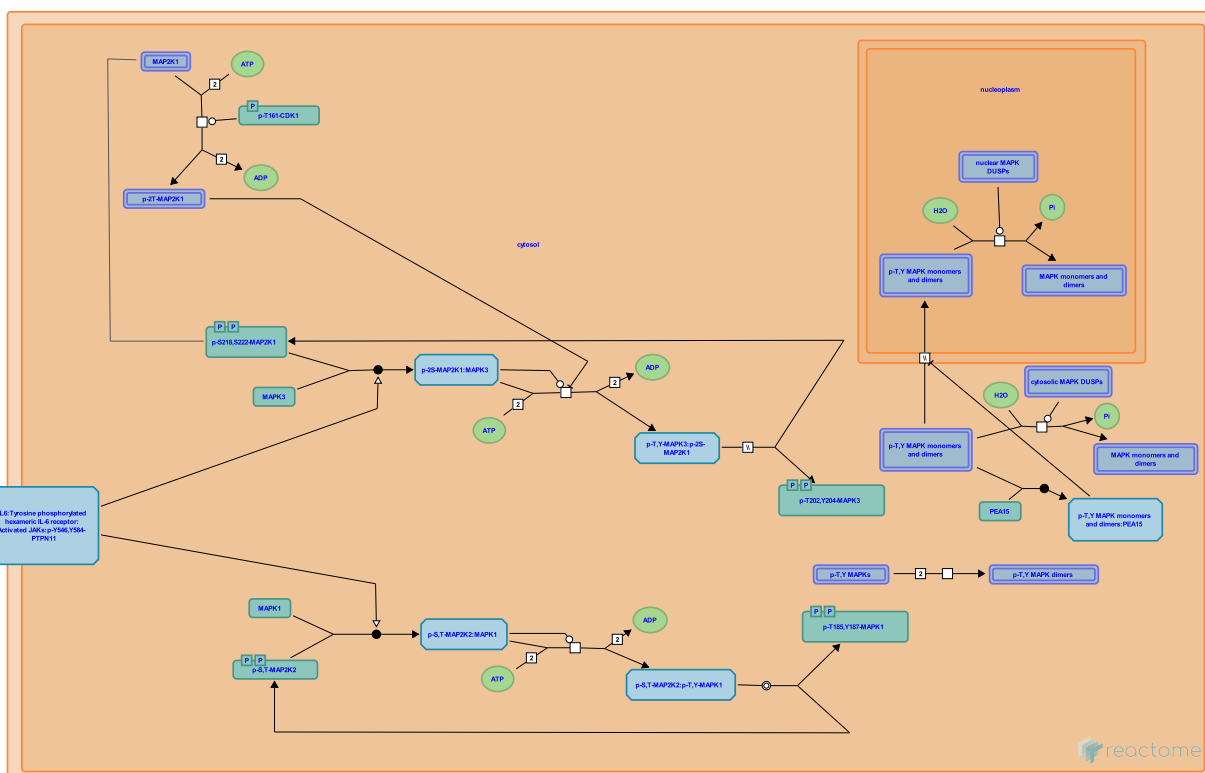 MAP2K1
ATP
2
P
p-T161-CDK1
2
ADP
p-2T-MAP2K1
cytosol
nucleoplasm
nuclear MAPK
DUSPs
H2O
Pi
p-T,Y MAPK monomers
and dimers
MAPK monomers and
dimers
P
P
p-S218,S222-MAP2K1
MAPK3
p-2S-MAP2K1:MAPK3
2
ATP
2
ADP
p-T,Y-MAPK3:p-2S-
MAP2K1
\\
P
P
p-T202,Y204-MAPK3
\\
cytosolic MAPK DUSPs
H2O
Pi
p-T,Y MAPK monomers
and dimers
MAPK monomers and
dimers
PEA15
p-T,Y MAPK monomers
and dimers:PEA15
L6:Tyrosine phosphorylated
hexameric IL-6 receptor:
Activated JAKs:p-Y546,Y584-
PTPN11
p-T,Y MAPKs
2
p-T,Y MAPK dimers
MAPK1
P
P
p-S,T-MAP2K2
p-S,T-MAP2K2:MAPK1
2
ATP
2
ADP
p-S,T-MAP2K2:p-T,Y-MAPK1
P
P
p-T185,Y187-MAPK1
reactome